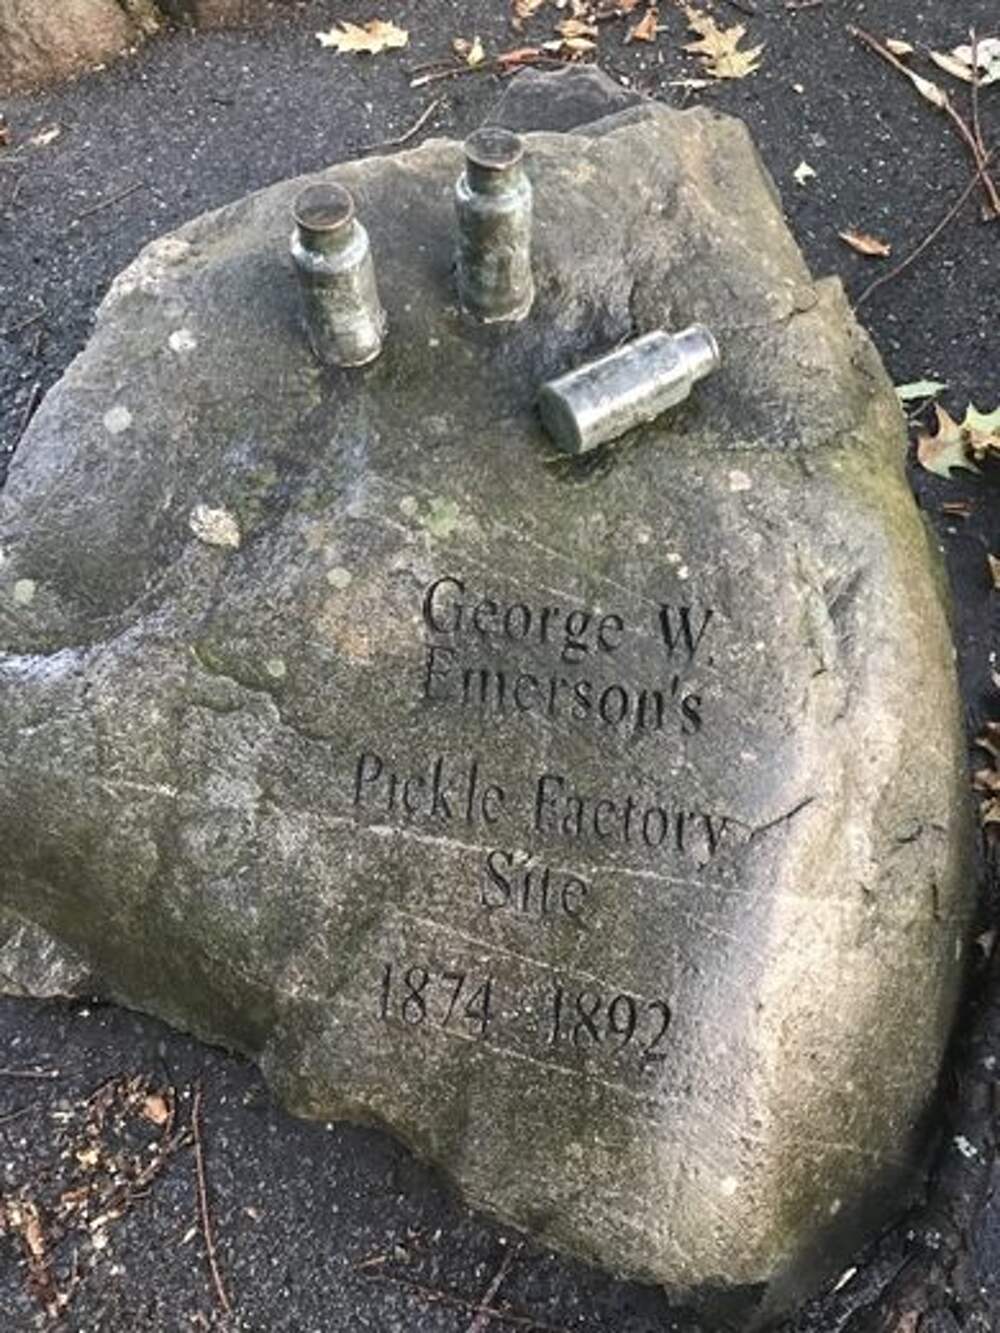 George W.
Emerson's
Pickle Factory
Site
1874 - 1892